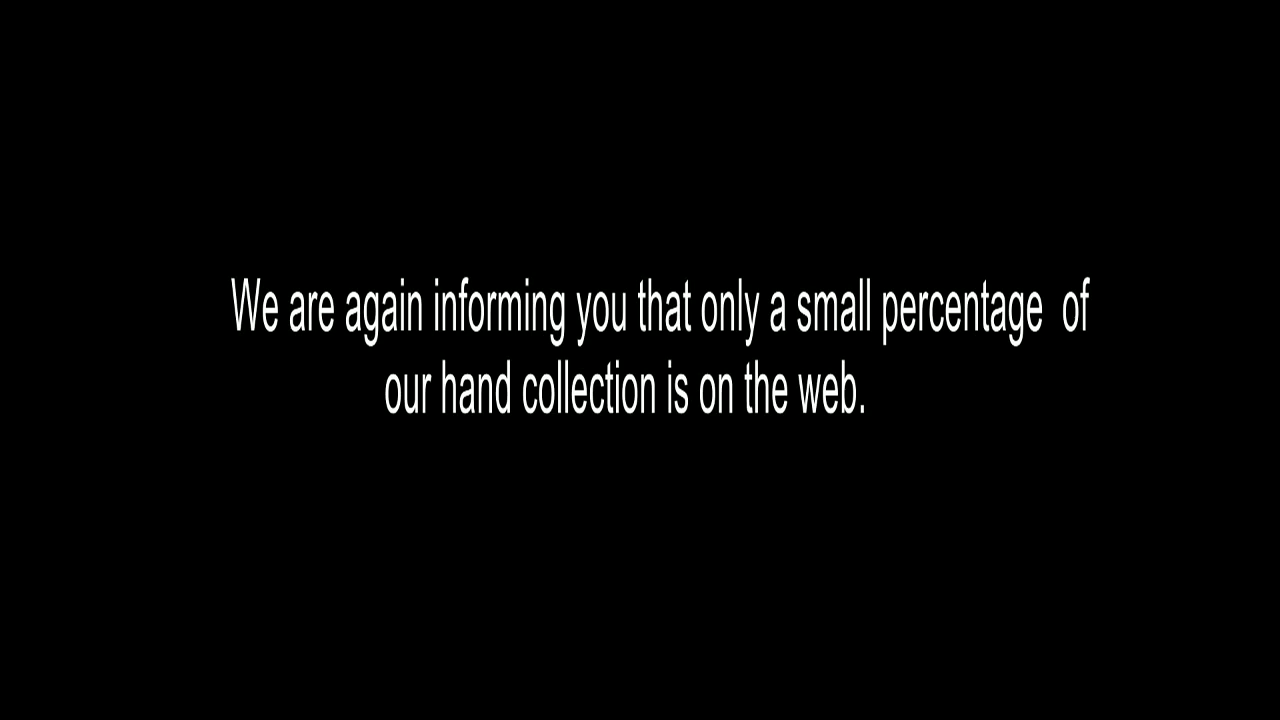 We are again informing you that only a small percentage  of
our hand collection is on the web.